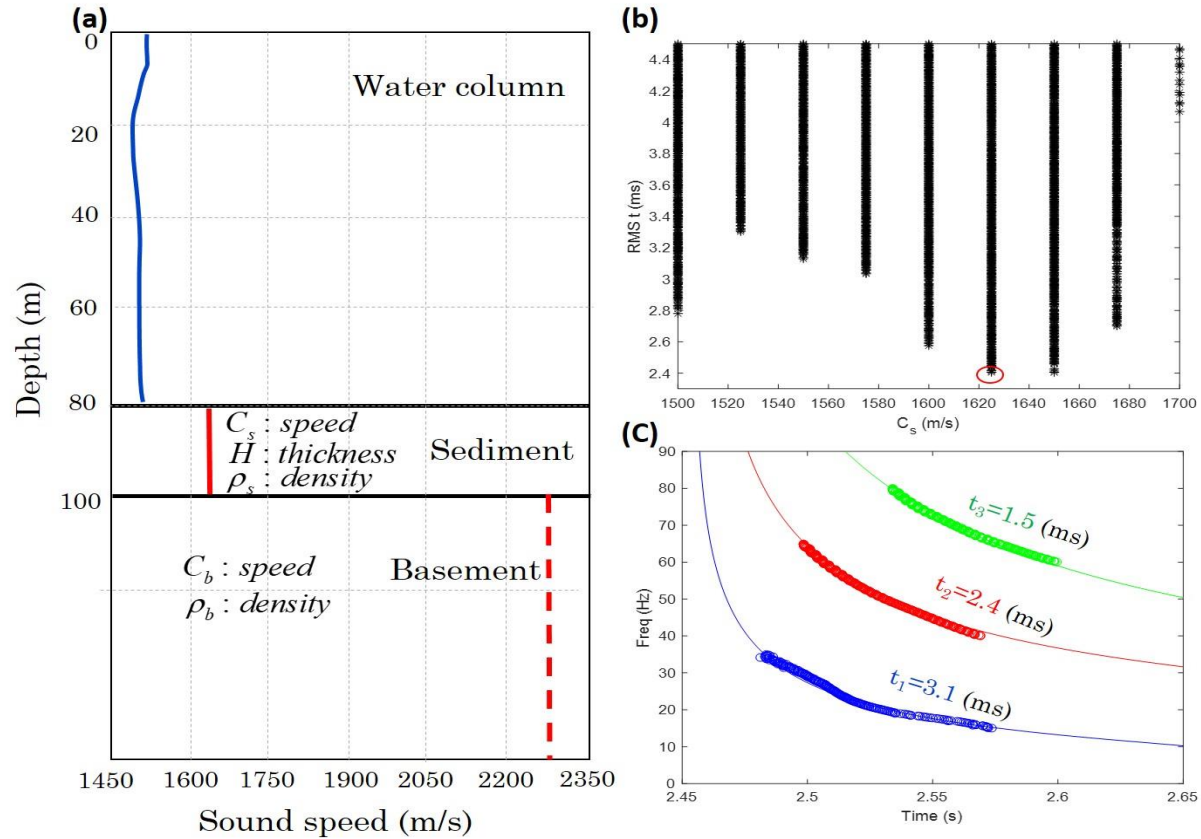 (a)
0
20
40
60
80
100
Depth (m)
Water column
C_s : speed
H : thickness
ρ_s : density
Sediment
C_b : speed
ρ_b : density
Basement
1450 1600 1750 1900 2050 2200 2350
Sound speed (m/s)
(b)
4.4
4.2
4
3.8
3.6
3.4
3.2
3
2.8
2.6
2.4
RMS t (ms)
1500 1520 1540 1560 1580 1600 1620 1640 1660 1680 1700
C_s (m/s)
(C)
90
80
70
60
50
40
30
20
10
0
Freq (Hz)
t_3=1.5 (ms)
t_2=2.4 (ms)
t_1=3.1 (ms)
2.45 2.5 2.55 2.6 2.65
Time (s)